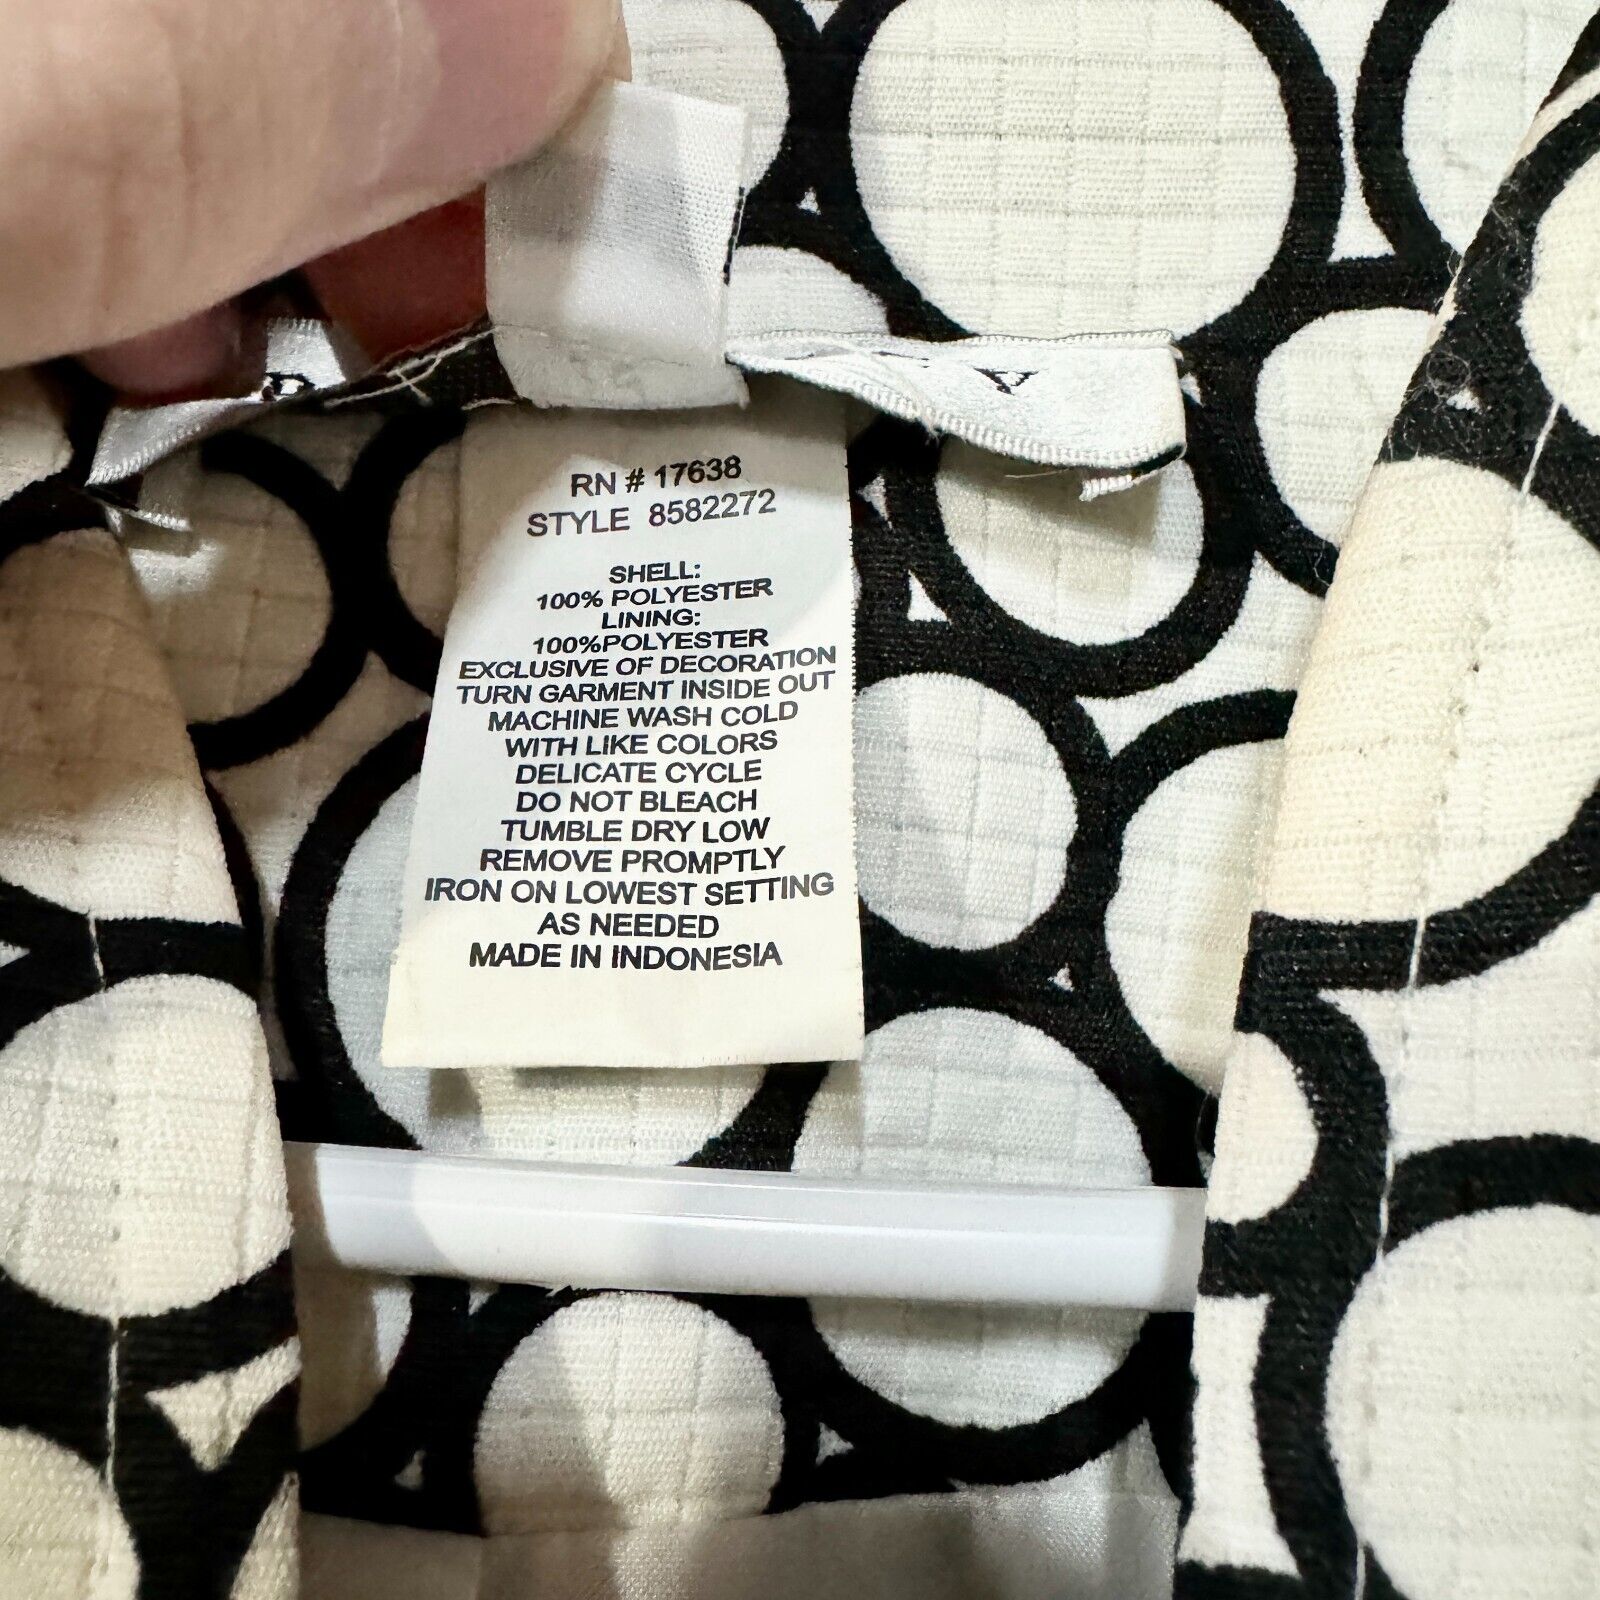 RN # 17638
STYLE 8582272
SHELL:
100% POLYESTER
LINING:
100%POLYESTER
EXCLUSIVE OF DECORATION
TURN GARMENT INSIDE OUT
MACHINE WASH COLD
WITH LIKE COLORS
DELICATE CYCLE
DO NOT BLEACH
TUMBLE DRY LOW
REMOVE PROMPTLY
IRON ON LOWEST SETTING
AS NEEDED
MADE IN INDONESIA